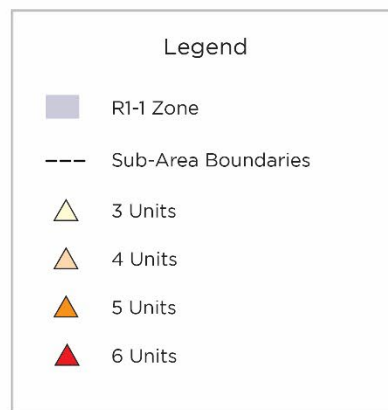 Legend
R1-1 Zone
Sub-Area Boundaries
3 Units
4 Units
5 Units
6 Units